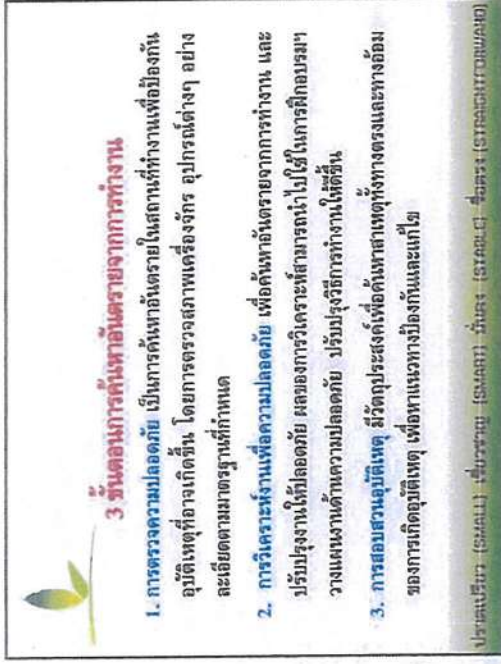 3 ขั้นตอนการค้นหาอันตรายจากการทำงาน
1. การตรวจความปลอดภัย เป็นการค้นหาอันตรายในสถานที่ทำงานเพื่อป้องกัน
อุบัติเหตุที่อาจเกิดขึ้น โดยการตรวจสภาพเครื่องจักร อุปกรณ์ต่างๆ อย่าง
ละเอียดตามมาตรฐานที่กำหนด
2. การวิเคราะห์งานเพื่อความปลอดภัย เพื่อค้นหาอันตรายจากการทำงาน และ
ปรับปรุงงานให้ปลอดภัย ผลของการวิเคราะห์สามารถนำไปใช้ในการฝึกอบรมฯ
วางแผนงานด้านความปลอดภัย ปรับปรุงวิธีการทำงานให้ดีขึ้น
3. การสอบสวนอุบัติเหตุ มีวัตถุประสงค์เพื่อค้นหาสาเหตุทั้งทางตรงและทางอ้อม
ของการเกิดอุบัติเหตุ เพื่อหาแนวทางป้องกันและแก้ไข
ปราดเปรียว (SMALL) เชี่ยวชาญ (SMART) มั่นคง (STABLE) ซื่อตรง (STRAIGHTFORWARD)